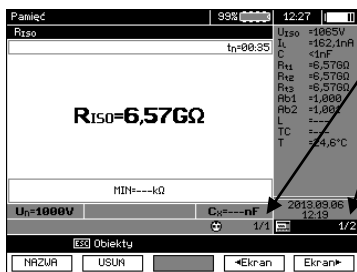 Pamięć 99% 12:27
RISO
tn=00:35
RISO=6,57GΩ
MIN=---kΩ
Un=1000V Cx=---nF
UISO =1065V
IL =162,1nA
C <1nF
Rt1 =6,57GΩ
Rt2 =6,57GΩ
Rt3 =6,57GΩ
Ab1 =1,000
Ab2 =1,001
L =---
TC =---
T =24,6°C
2013.09.06
12:19
1/1 1/2
ESC Obiekty
NAZWA USUŃ ◄Ekran Ekran►